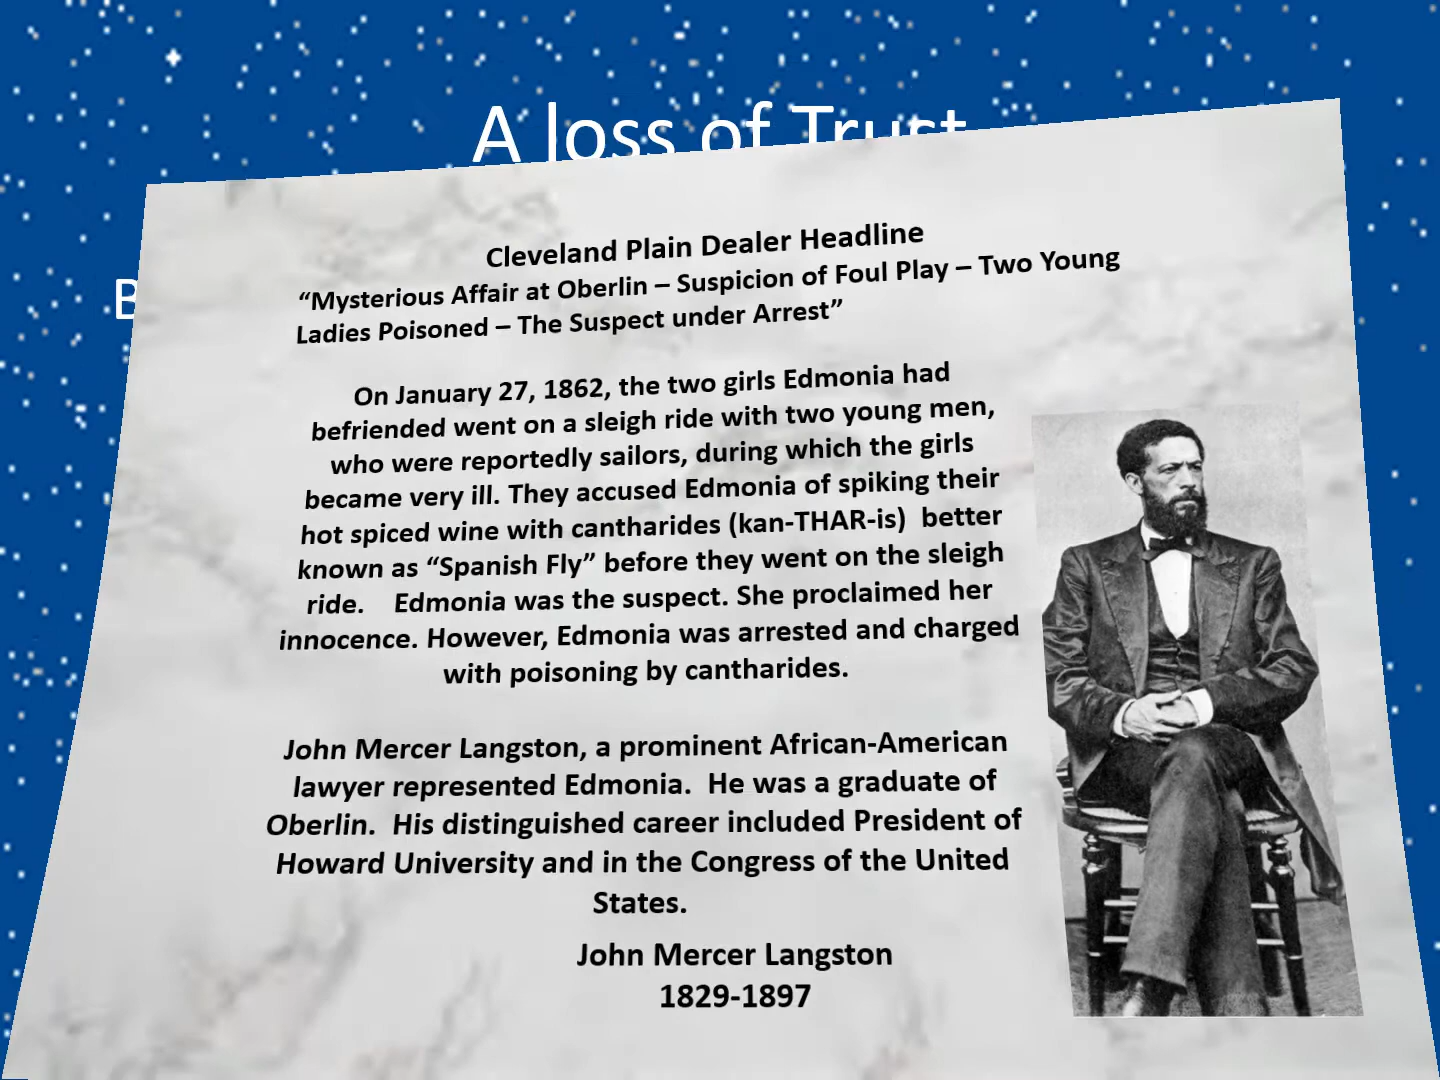 A loss of Trust
B
Cleveland Plain Dealer Headline
“Mysterious Affair at Oberlin – Suspicion of Foul Play – Two Young
Ladies Poisoned – The Suspect under Arrest”
On January 27, 1862, the two girls Edmonia had
befriended went on a sleigh ride with two young men,
who were reportedly sailors, during which the girls
became very ill. They accused Edmonia of spiking their
hot spiced wine with cantharides (kan-THAR-is) better
known as “Spanish Fly” before they went on the sleigh
ride. Edmonia was the suspect. She proclaimed her
innocence. However, Edmonia was arrested and charged
with poisoning by cantharides.
John Mercer Langston, a prominent African-American
lawyer represented Edmonia. He was a graduate of
Oberlin. His distinguished career included President of
Howard University and in the Congress of the United
States.
John Mercer Langston
1829-1897